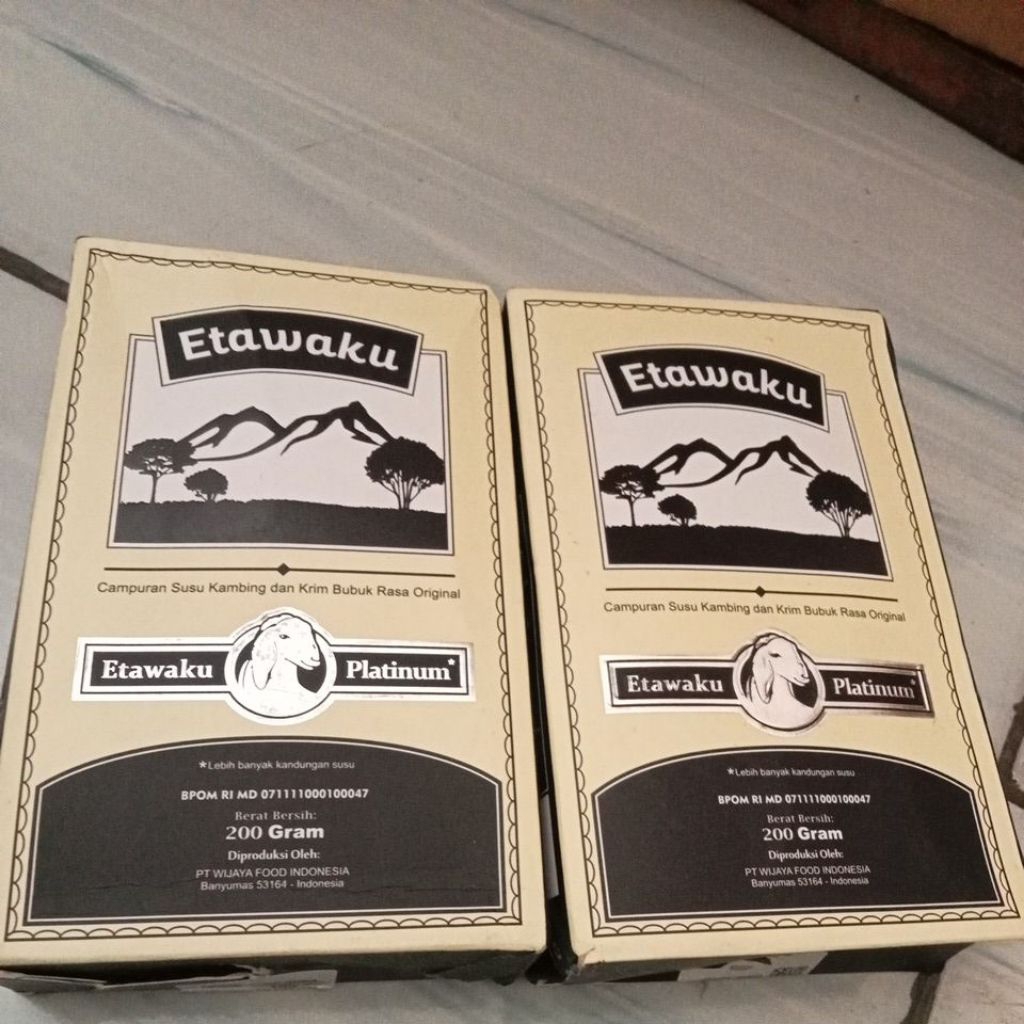 Etawaku
Campuran Susu Kambing dan Krim Bubuk Rasa Original
Etawaku Platinum*
*Lebih banyak kandungan susu
BPOM RI MD 071111000100047
Berat Bersih:
200 Gram
Diproduksi Oleh:
PT WIJAYA FOOD INDONESIA
Banyumas 53164 - Indonesia
Etawaku
Campuran Susu Kambing dan Krim Bubuk Rasa Original
Etawaku Platinum*
*Lebih banyak kandungan susu
BPOM RI MD 071111000100047
Berat Bersih:
200 Gram
Diproduksi Oleh:
PT WIJAYA FOOD INDONESIA
Banyumas 53164 - Indonesia